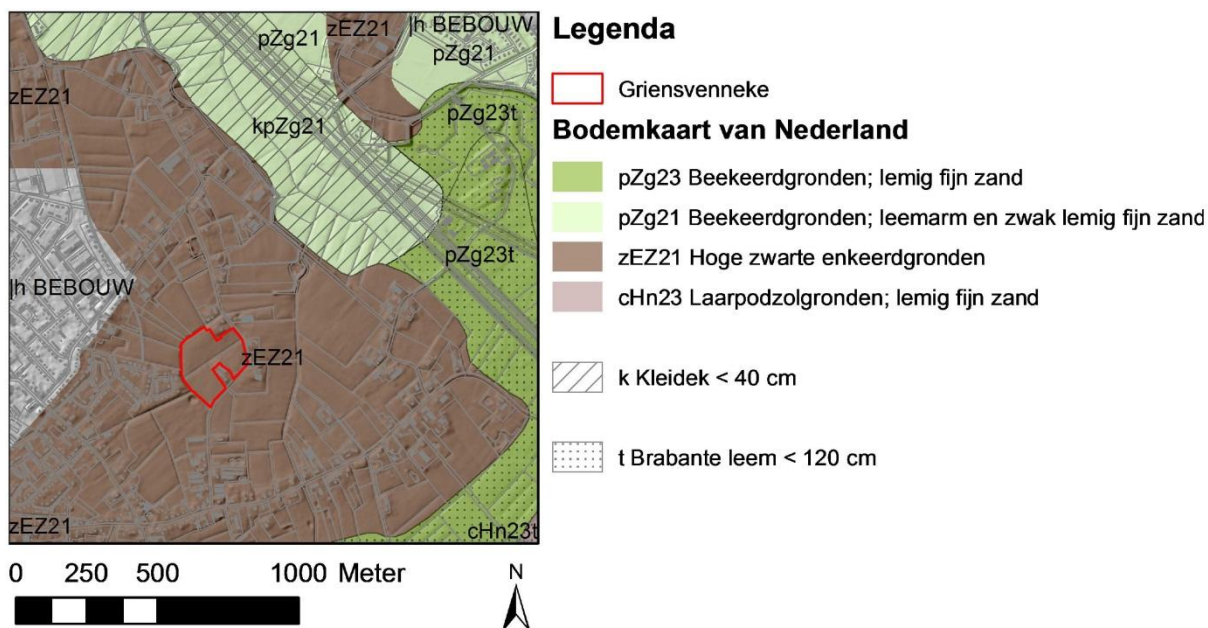 |h BEBOUW
zEZ21
pZg21
pZg21
zEZ21
pZg23t
kpZg21
pZg23t
|h BEBOUW
zEZ21
zEZ21
cHn23t
0 250 500 1000 Meter
N
Legenda
Griensvenneke
Bodemkaart van Nederland
pZg23 Beekeerdgronden; lemig fijn zand
pZg21 Beekeerdgronden; leemarm en zwak lemig fijn zand
zEZ21 Hoge zwarte enkeerdgronden
cHn23 Laarpodzolgronden; lemig fijn zand
k Kleidek < 40 cm
t Brabante leem < 120 cm